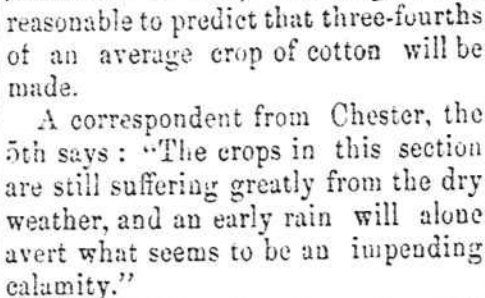 reasonable to predict that three-fourths
of an average crop of cotton will be
made.
A correspondent from Chester, the
5th says : "The crops in this section
are still suffering greatly from the dry
weather, and an early rain will alone
avert what seems to be an impending
calamity."